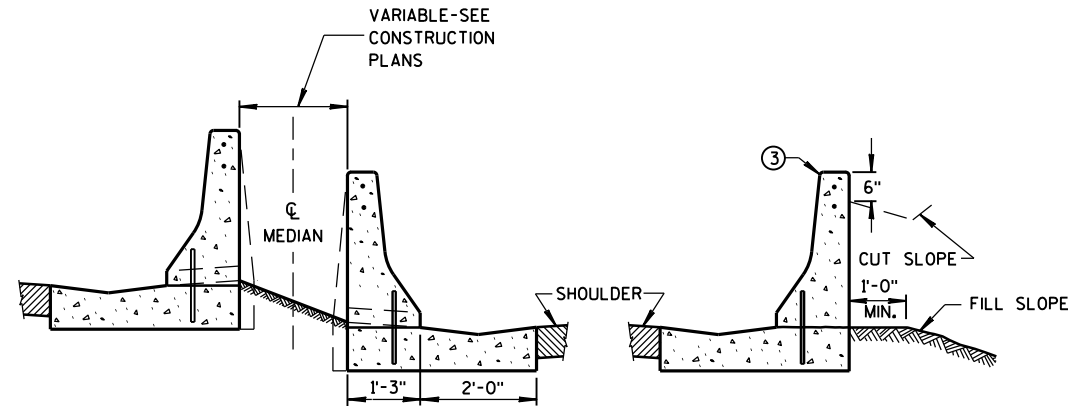 VARIABLE-SEE
CONSTRUCTION
PLANS
℄
MEDIAN
1'-3"
2'-0"
SHOULDER
3
6"
CUT SLOPE
1'-0"
MIN.
FILL SLOPE